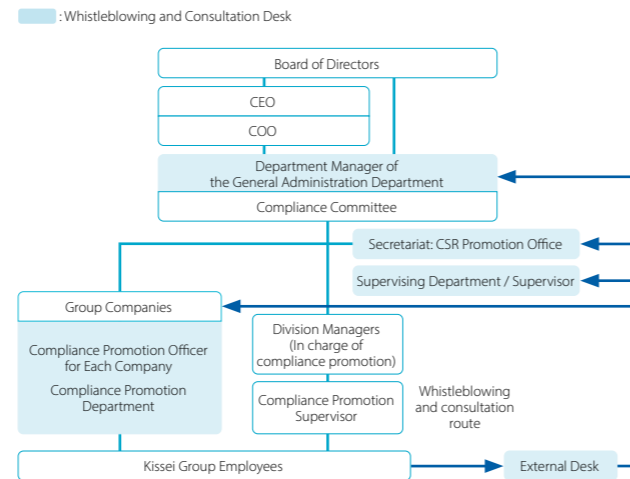 : Whistleblowing and Consultation Desk
Board of Directors
CEO
COO
Department Manager of
the General Administration Department
Compliance Committee
Secretariat: CSR Promotion Office
Supervising Department / Supervisor
Group Companies
Compliance Promotion Officer
for Each Company
Compliance Promotion
Department
Division Managers
(In charge of
compliance promotion)
Compliance Promotion
Supervisor
Whistleblowing
and consultation
route
Kissei Group Employees
External Desk